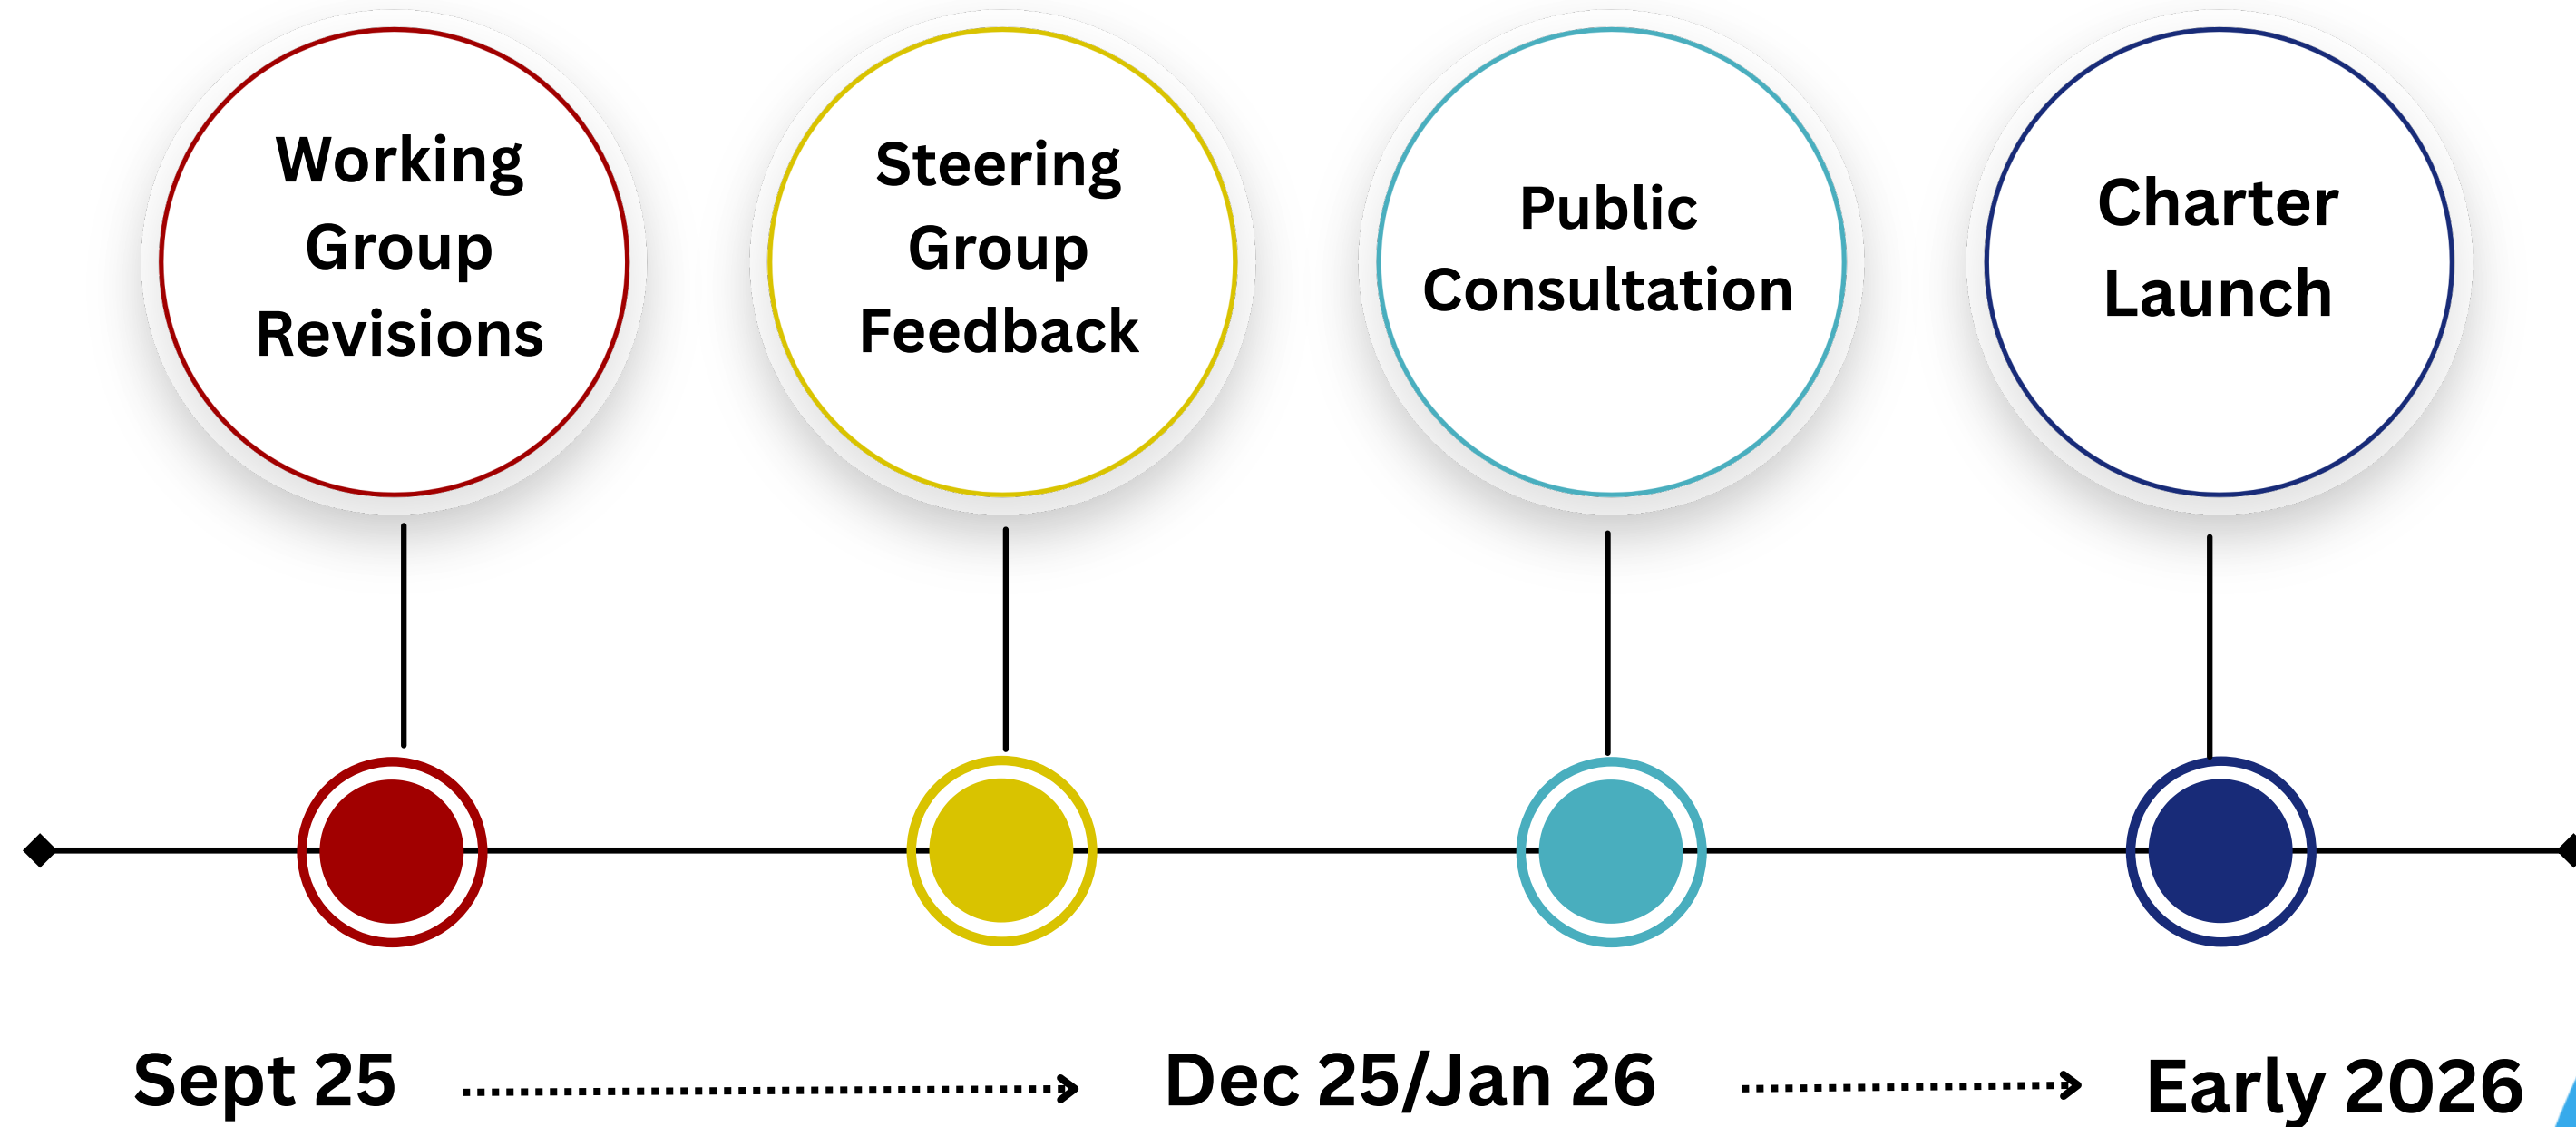 Working
Group
Revisions
Steering
Group
Feedback
Public
Consultation
Charter
Launch
Sept 25
Dec 25/Jan 26
Early 2026